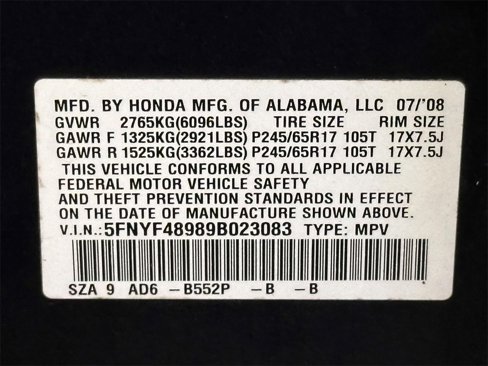 MFD. BY HONDA MFG. OF ALABAMA, LLC 07/'08
GVWR 2765KG(6096LBS) TIRE SIZE RIM SIZE
GAWR F 1325KG(2921LBS) P245/65R17 105T 17X7.5J
GAWR R 1525KG(3362LBS) P245/65R17 105T 17X7.5J
THIS VEHICLE CONFORMS TO ALL APPLICABLE
FEDERAL MOTOR VEHICLE SAFETY
AND THEFT PREVENTION STANDARDS IN EFFECT
ON THE DATE OF MANUFACTURE SHOWN ABOVE.
V.I.N.: 5FNYF48989B023083 TYPE: MPV
SZA 9 AD6 -B552P -B -B